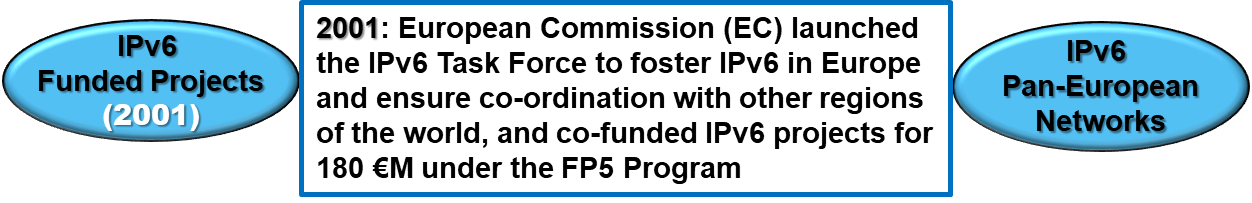 IPv6
Funded Projects
(2001)
2001: European Commission (EC) launched
the IPv6 Task Force to foster IPv6 in Europe
and ensure co-ordination with other regions
of the world, and co-funded IPv6 projects for
180 €M under the FP5 Program
IPv6
Pan-European
Networks